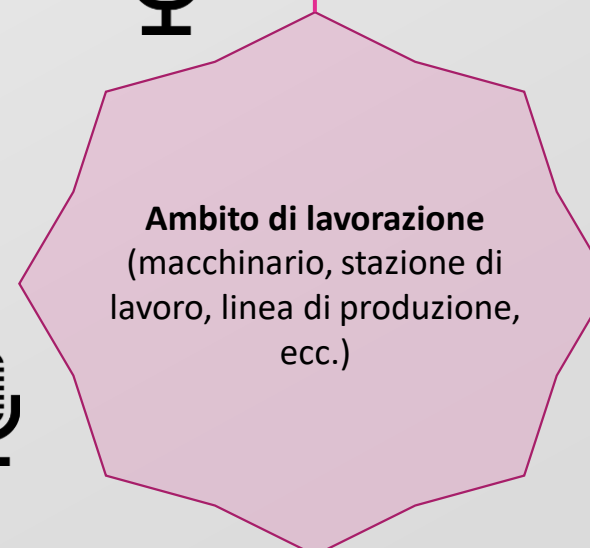 Ambito di lavorazione
(macchinario, stazione di
lavoro, linea di produzione,
ecc.)